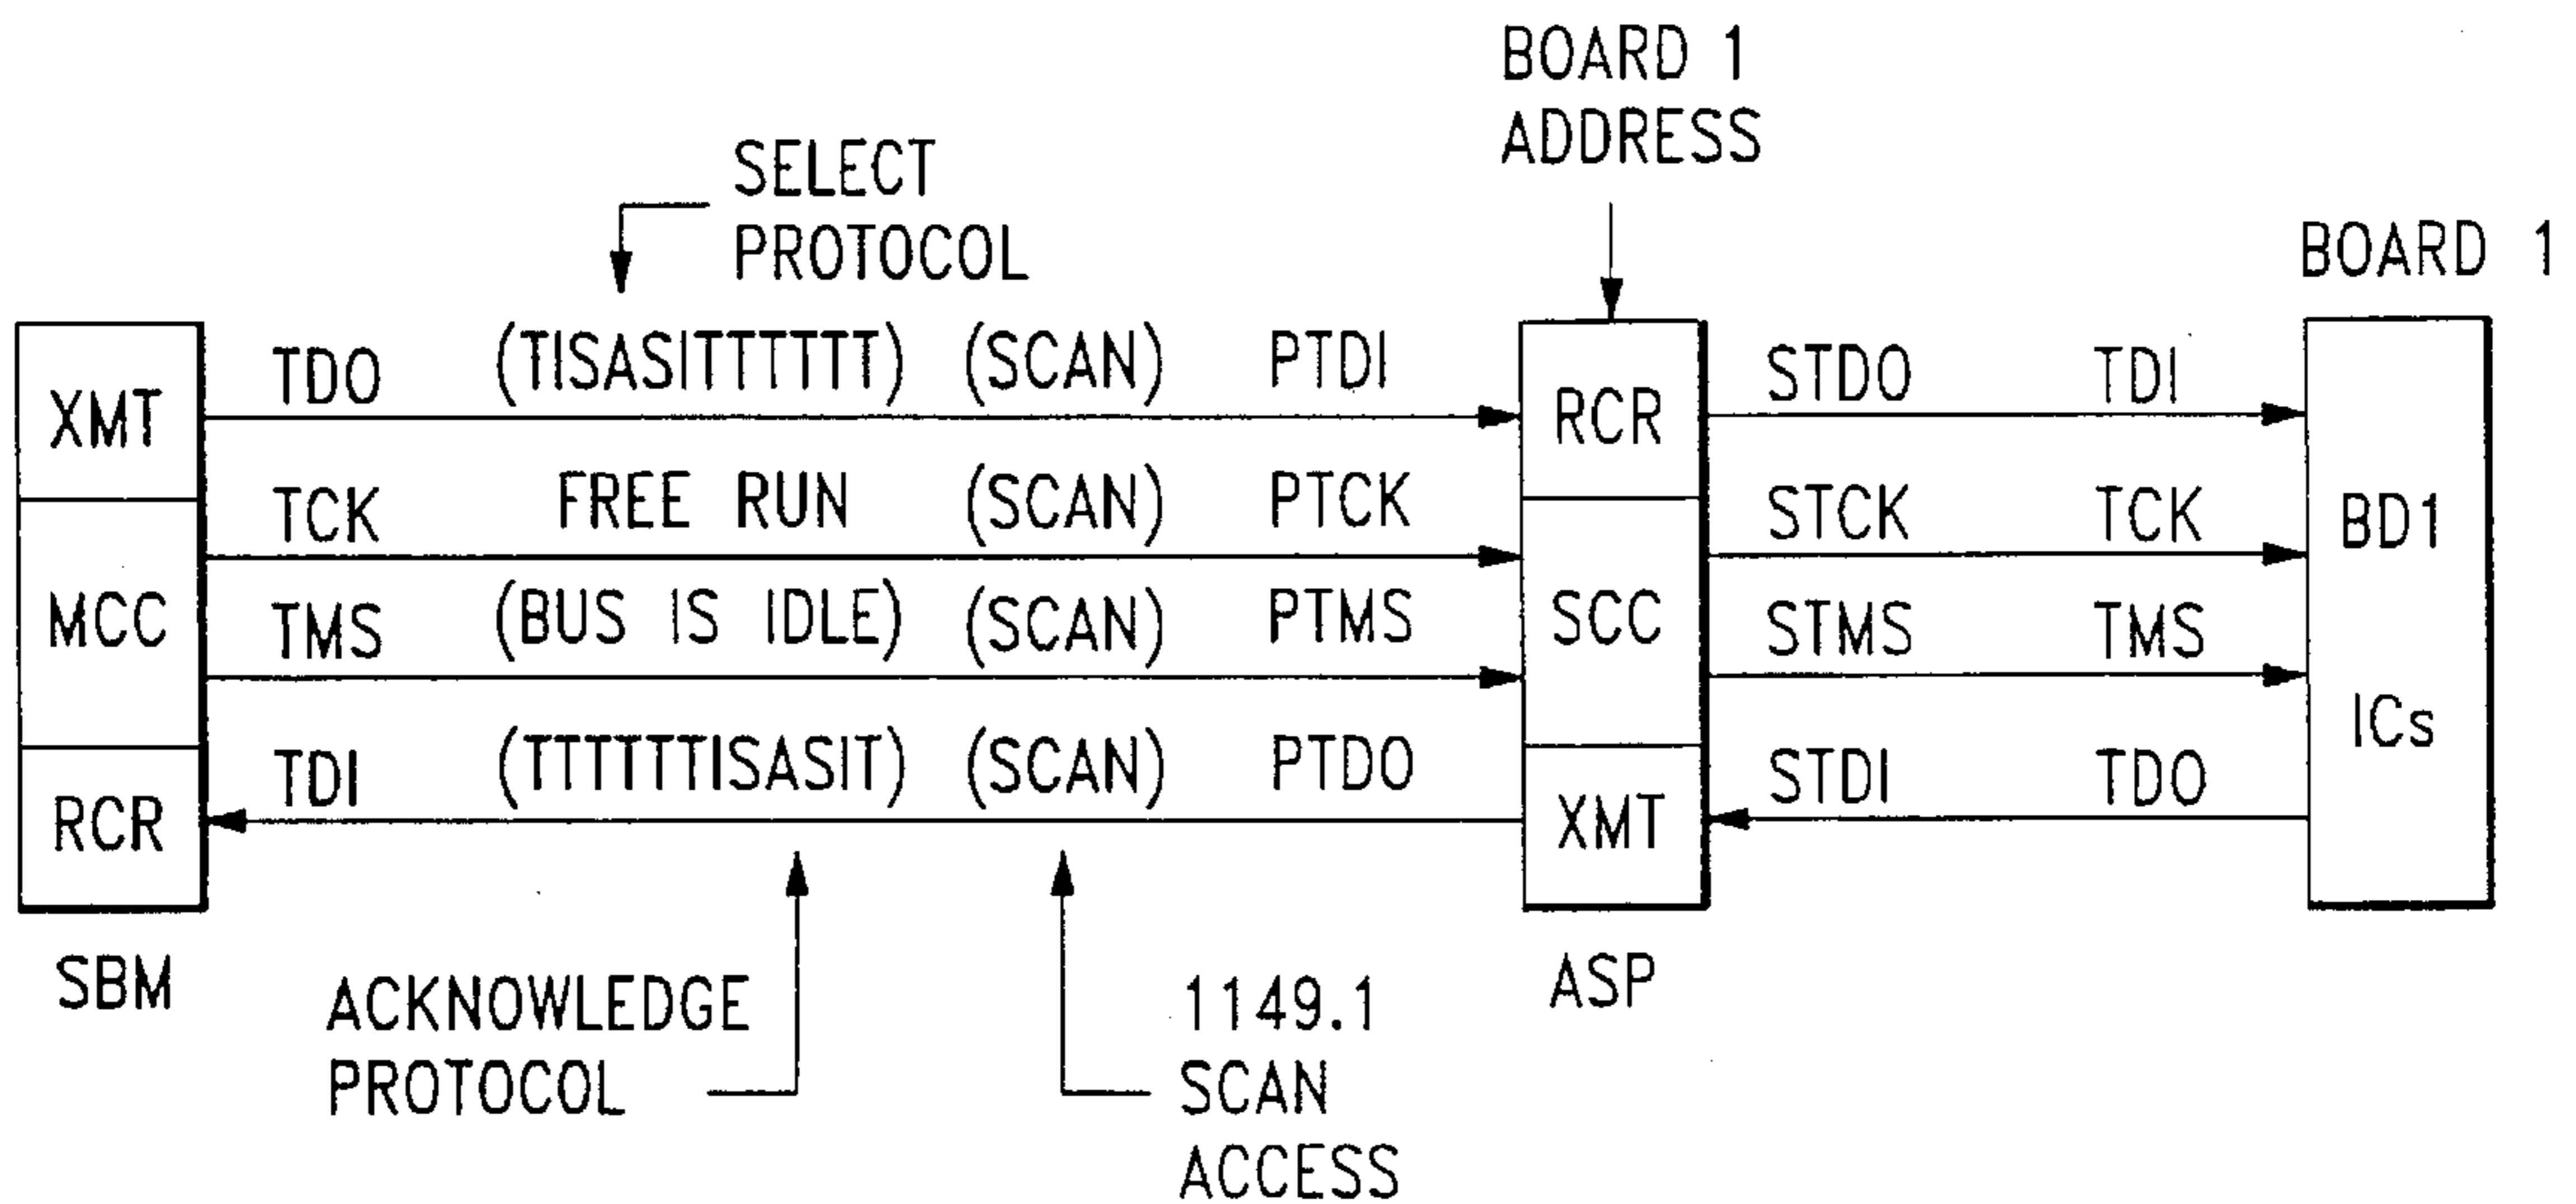 BOARD 1
ADDRESS
SELECT
PROTOCOL
BOARD 1
XMT
TDO (TISASITTTTTT) (SCAN) PTDI
RCR
STDO TDI
TCK FREE RUN (SCAN) PTCK
STCK TCK
BD1
MCC
TMS (BUS IS IDLE) (SCAN) PTMS
SCC
STMS TMS
ICs
RCR
TDI (TTTTTTISASIT) (SCAN) PTDO
XMT
STDI TDO
SBM
ASP
ACKNOWLEDGE
PROTOCOL
1149.1
SCAN
ACCESS